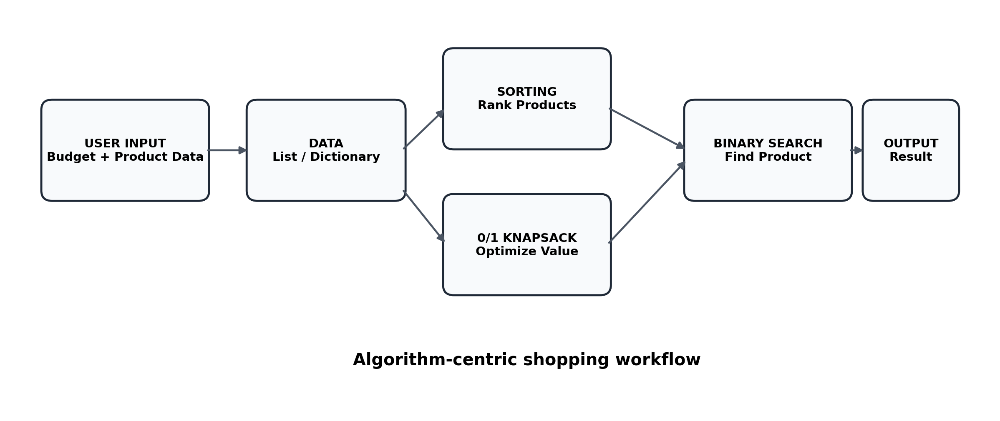 USER INPUT
Budget + Product Data
DATA
List / Dictionary
SORTING
Rank Products
0/1 KNAPSACK
Optimize Value
BINARY SEARCH
Find Product
OUTPUT
Result
Algorithm-centric shopping workflow